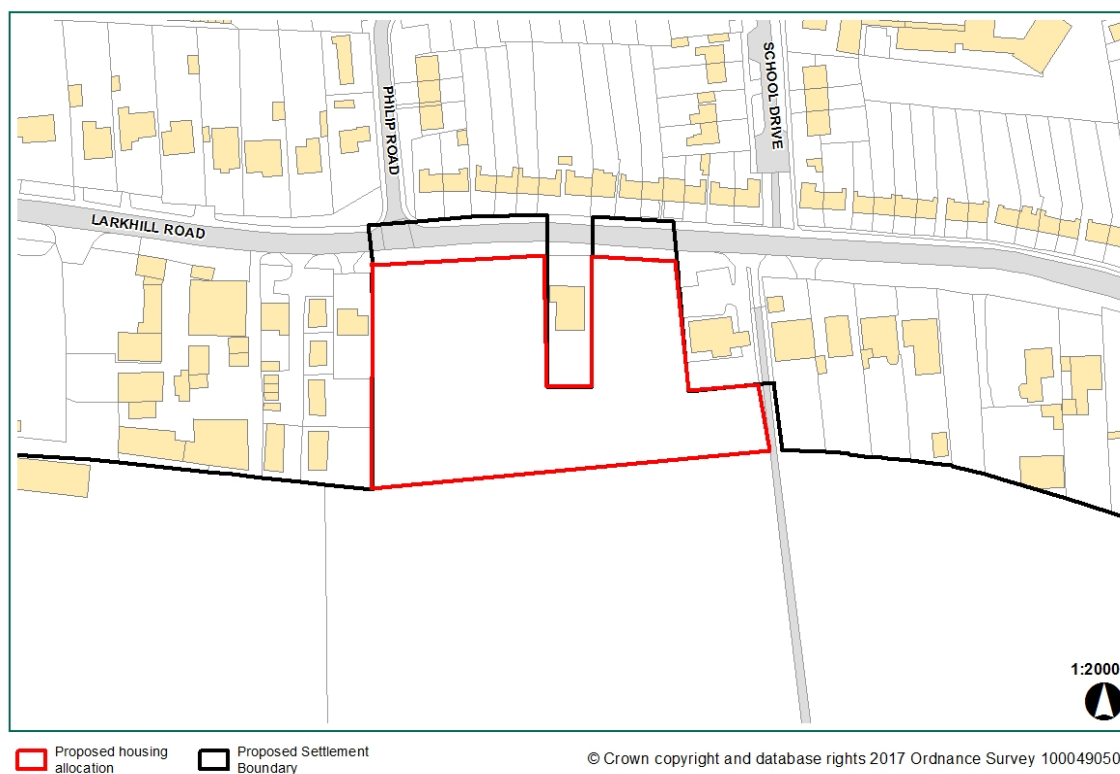 SCHOOL DRIVE
PHILIP ROAD
LARKHILL ROAD
1:2000
Proposed housing
allocation
Proposed Settlement
Boundary
© Crown copyright and database rights 2017 Ordnance Survey 100049050